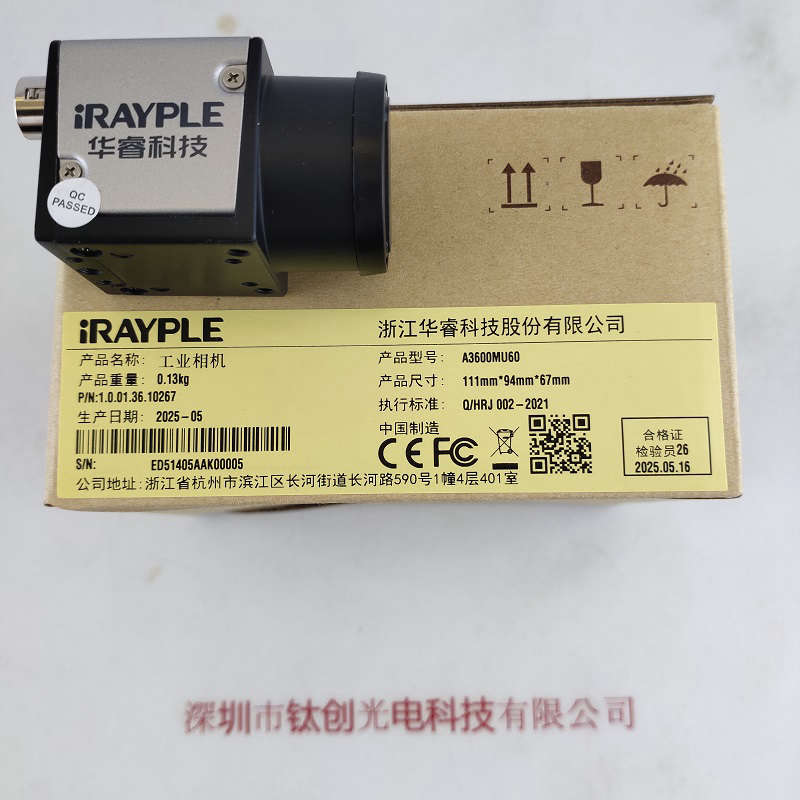 iRAYPLE
华睿科技
QC
PASSED
iRAYPLE
浙江华睿科技股份有限公司
产品名称: 工业相机
产品型号: A3600MU60
产品重量: 0.13kg
产品尺寸: 111mm*94mm*67mm
P/N:1.0.01.36.10267
执行标准: Q/HRJ 002-2021
生产日期: 2025-05
中国制造
CE FC
合格证
检验员26
2025.05.16
S/N: ED51405AAK00005
公司地址: 浙江省杭州市滨江区长河街道长河路590号1幢4层401室
深圳市钛创光电科技有限公司